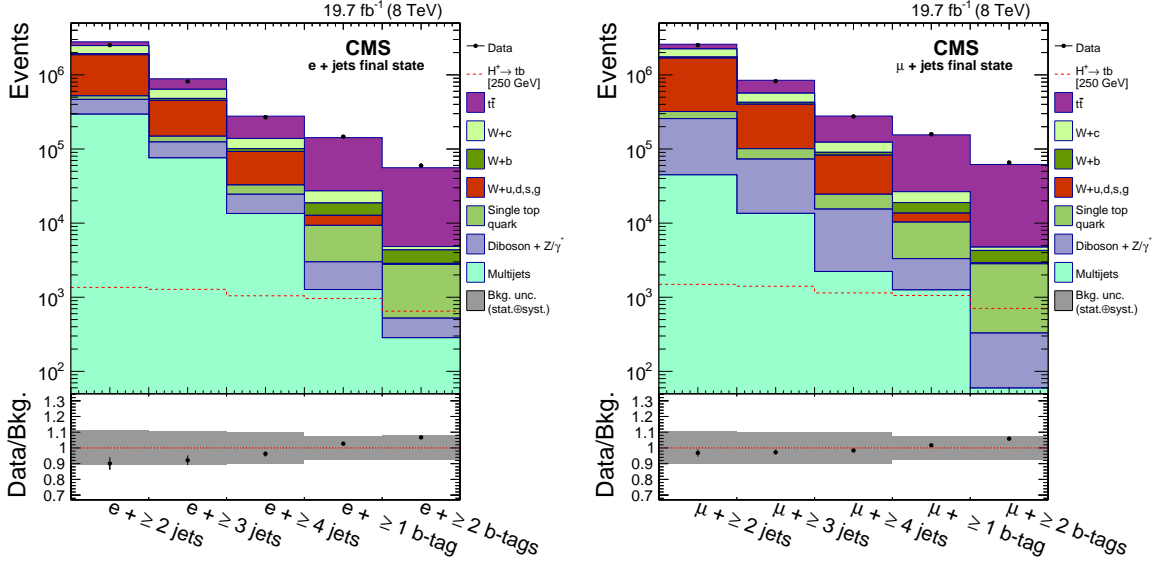 19.7 fb⁻¹ (8 TeV)
Events
CMS
e + jets final state
10⁶
10⁵
10⁴
10³
10²
Data
H⁺ → tb
[250 GeV]
tt̄
W+c
W+b
W+u,d,s,g
Single top
quark
Diboson + Z/γ*
Multijets
Bkg. unc.
(stat.⊕syst.)
Data/Bkg.
1.3
1.2
1.1
1
0.9
0.8
0.7
e + ≥ 2 jets
e + ≥ 3 jets
e + ≥ 4 jets
e + ≥ 1 b-tag
e + ≥ 2 b-tags
19.7 fb⁻¹ (8 TeV)
Events
CMS
μ + jets final state
10⁶
10⁵
10⁴
10³
10²
Data
H⁺ → tb
[250 GeV]
tt̄
W+c
W+b
W+u,d,s,g
Single top
quark
Diboson + Z/γ*
Multijets
Bkg. unc.
(stat.⊕syst.)
Data/Bkg.
1.3
1.2
1.1
1
0.9
0.8
0.7
μ + ≥ 2 jets
μ + ≥ 3 jets
μ + ≥ 4 jets
μ + ≥ 1 b-tag
μ + ≥ 2 b-tags